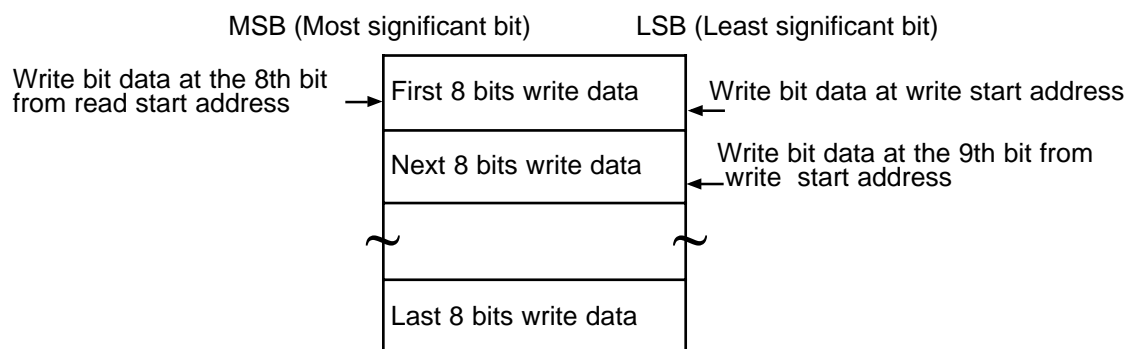 MSB (Most significant bit) LSB (Least significant bit)
Write bit data at the 8th bit
from read start address
First 8 bits write data
Write bit data at write start address
Next 8 bits write data
Write bit data at the 9th bit from
write start address
~ ~
Last 8 bits write data